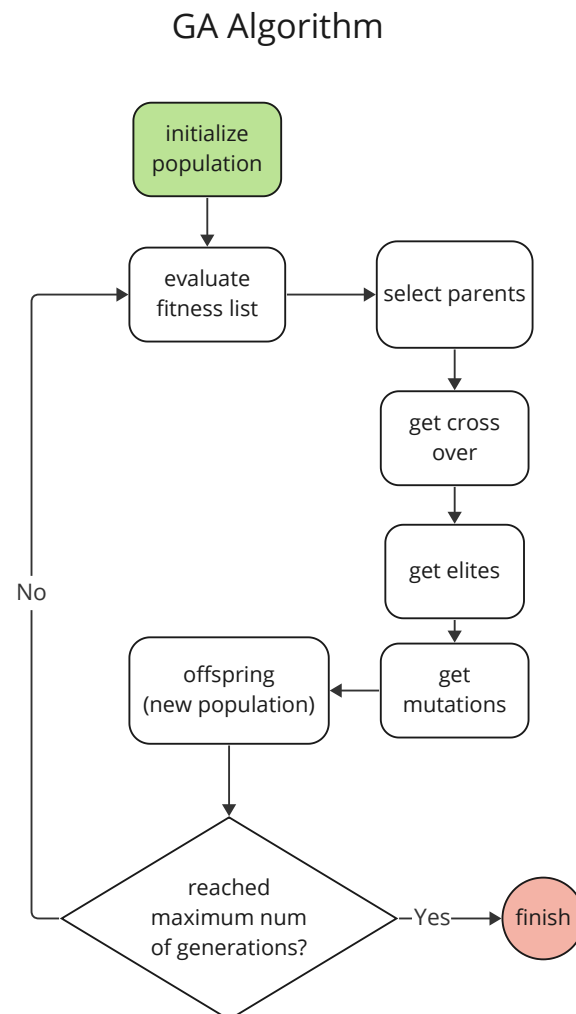 GA Algorithm
initialize
population
evaluate
fitness list
select parents
get cross
over
get elites
get
mutations
offspring
(new population)
No
reached
maximum num
of generations?
Yes
finish